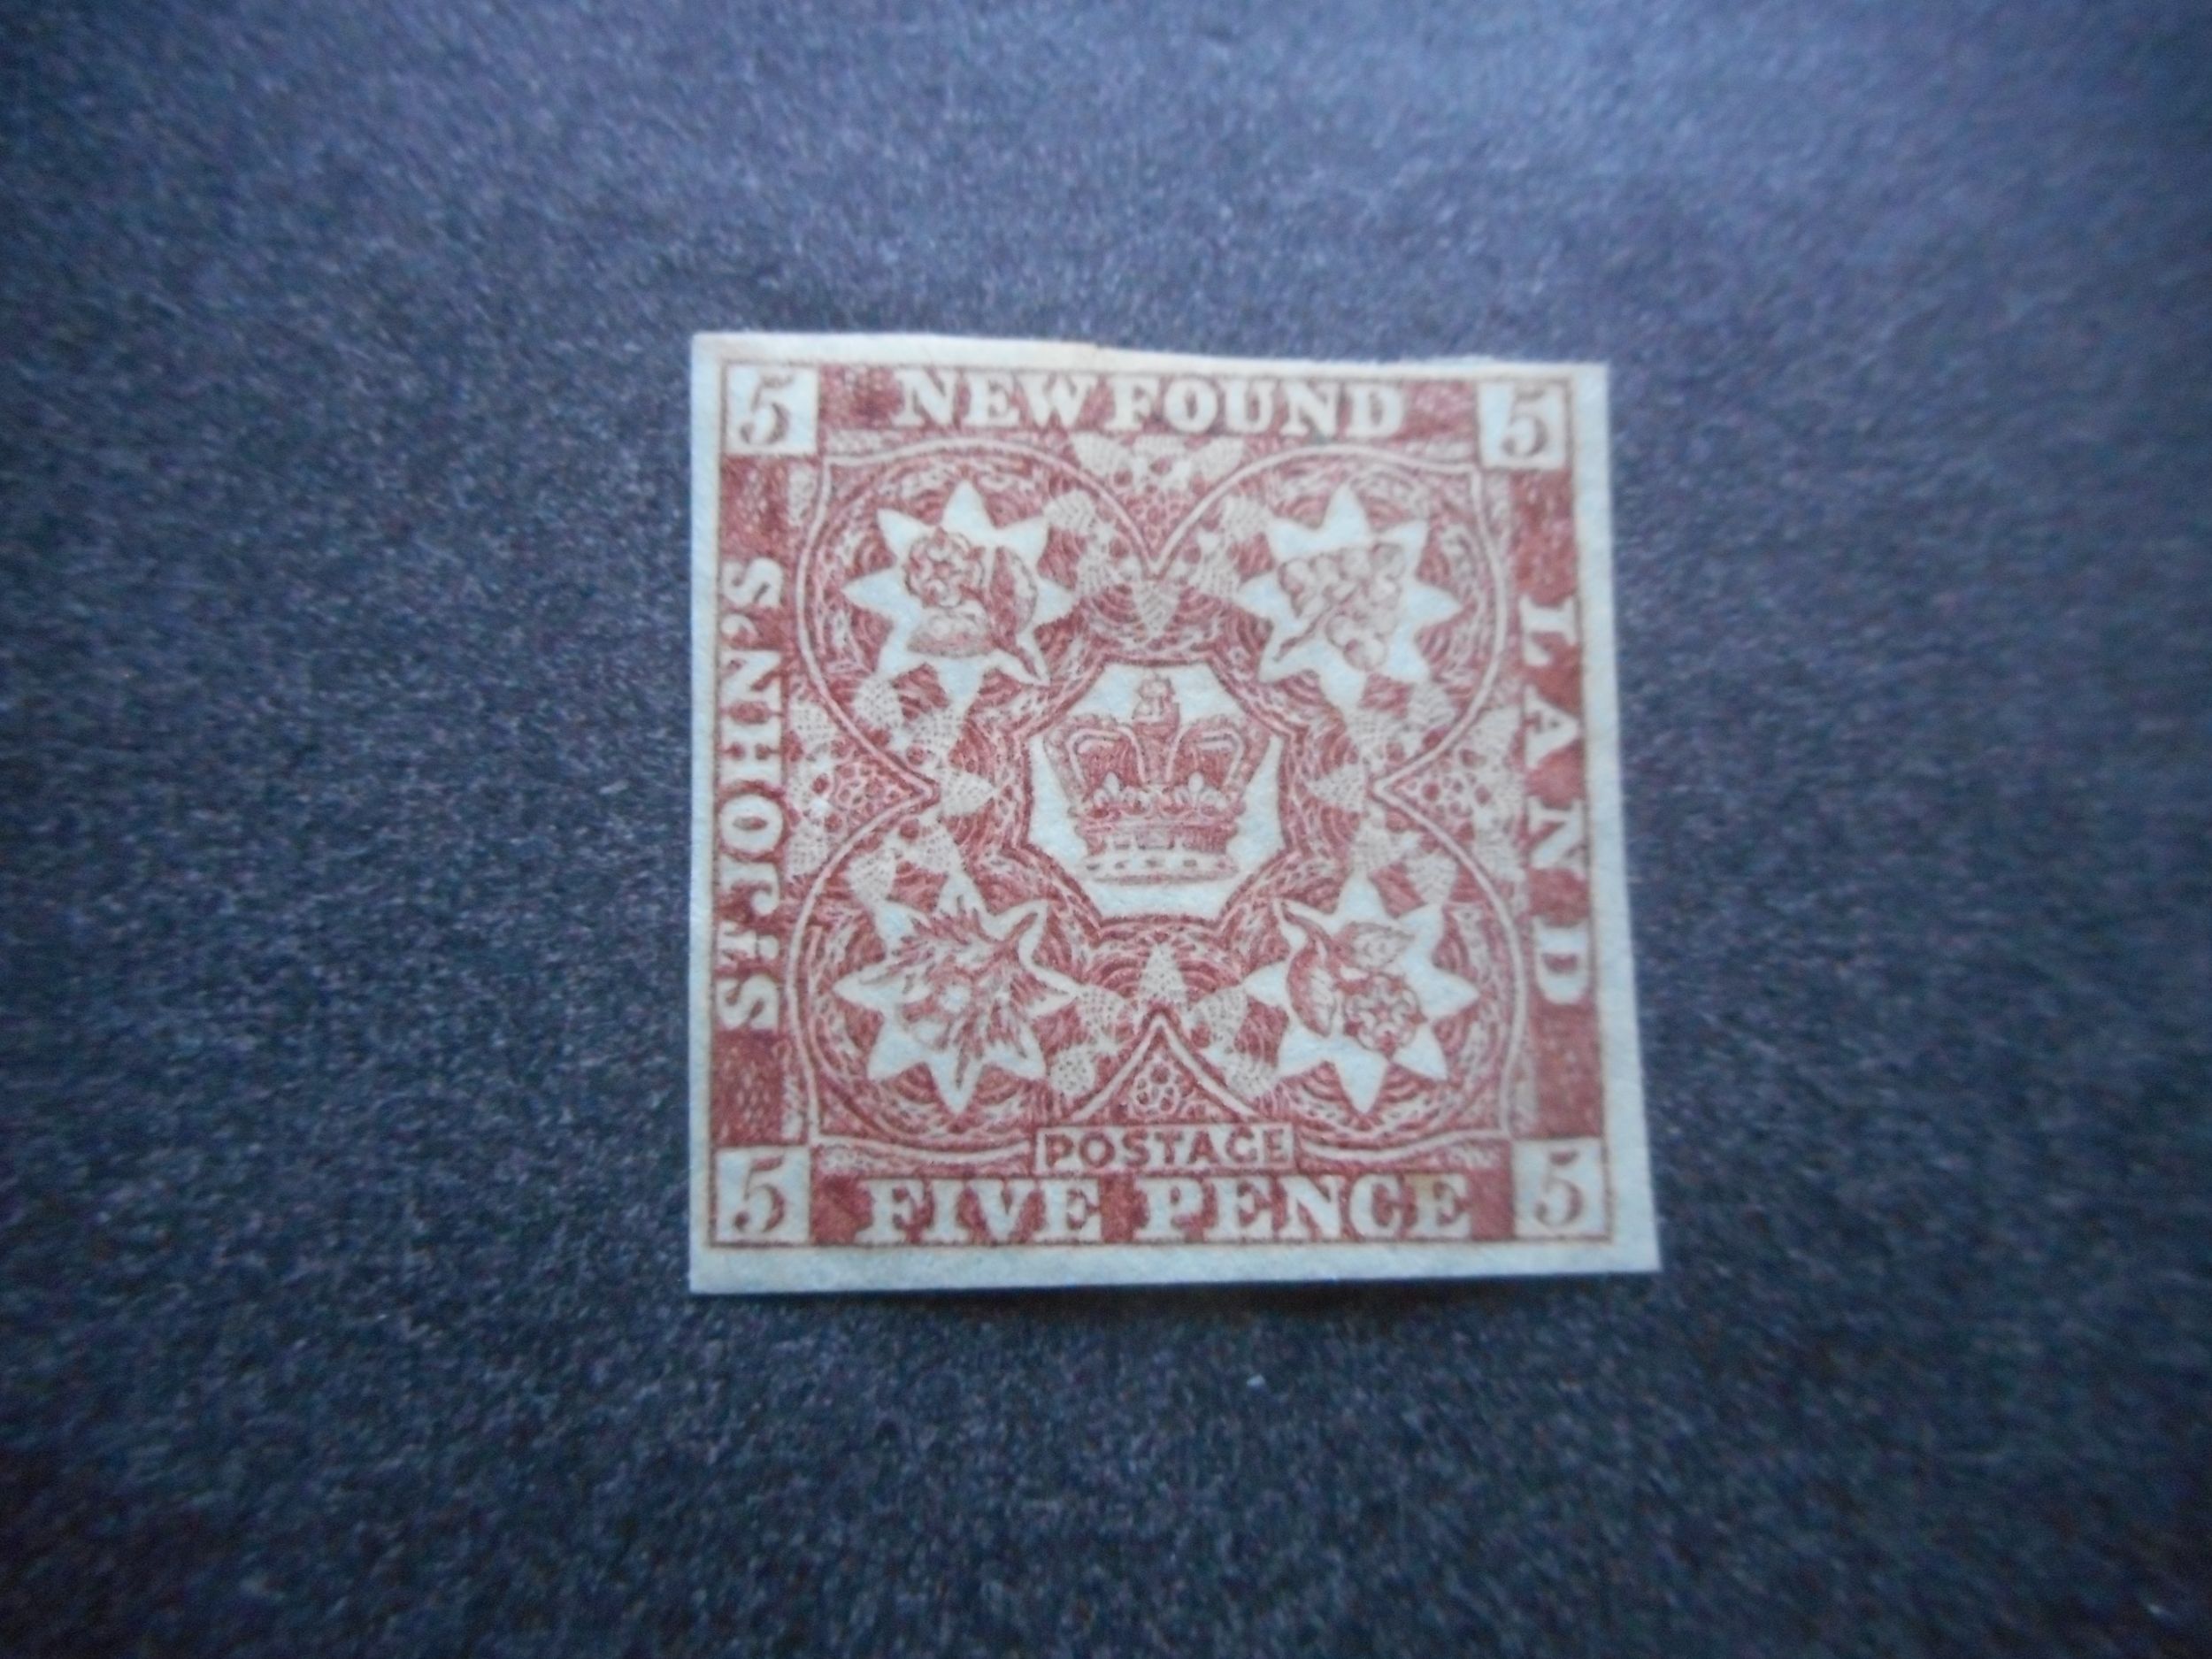 5 NEWFOUND 5
ST. JOHN'S
LAND
POSTAGE
5 FIVE PENCE 5